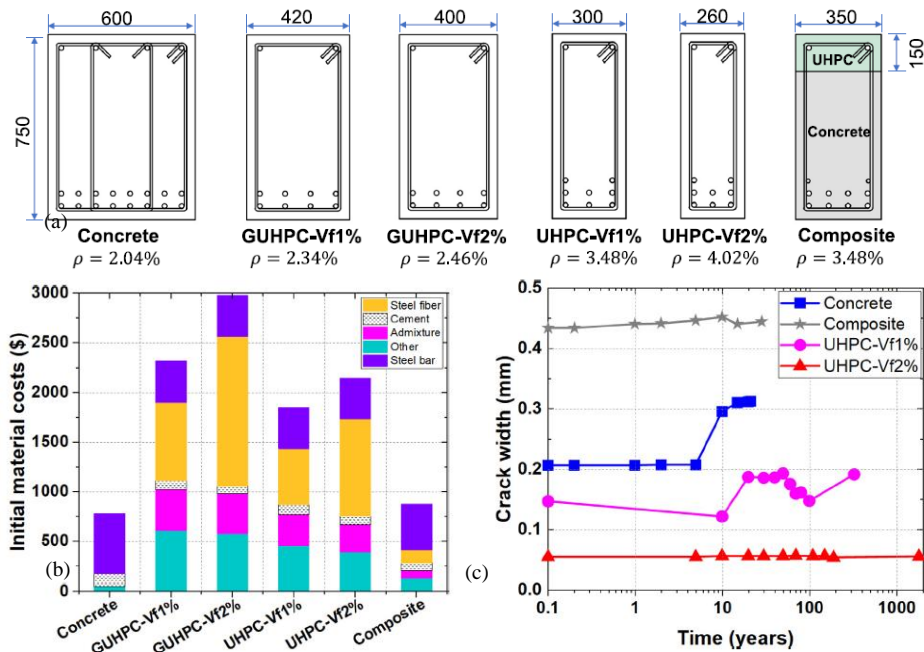 600
420
400
300
260
350
750
150
UHPC
Concrete
(a)
Concrete
GUHPC-Vf1%
GUHPC-Vf2%
UHPC-Vf1%
UHPC-Vf2%
Composite
ρ = 2.04%
ρ = 2.34%
ρ = 2.46%
ρ = 3.48%
ρ = 4.02%
ρ = 3.48%
Initial material costs ($)
3000
2500
2000
1500
1000
500
0
Steel fiber
Cement
Admixture
Other
Steel bar
(b)
Concrete
GUHPC-Vf1%
GUHPC-Vf2%
UHPC-Vf1%
UHPC-Vf2%
Composite
(c)
Crack width (mm)
0.5
0.4
0.3
0.2
0.1
0.0
Concrete
Composite
UHPC-Vf1%
UHPC-Vf2%
0.1
1
10
100
1000
Time (years)